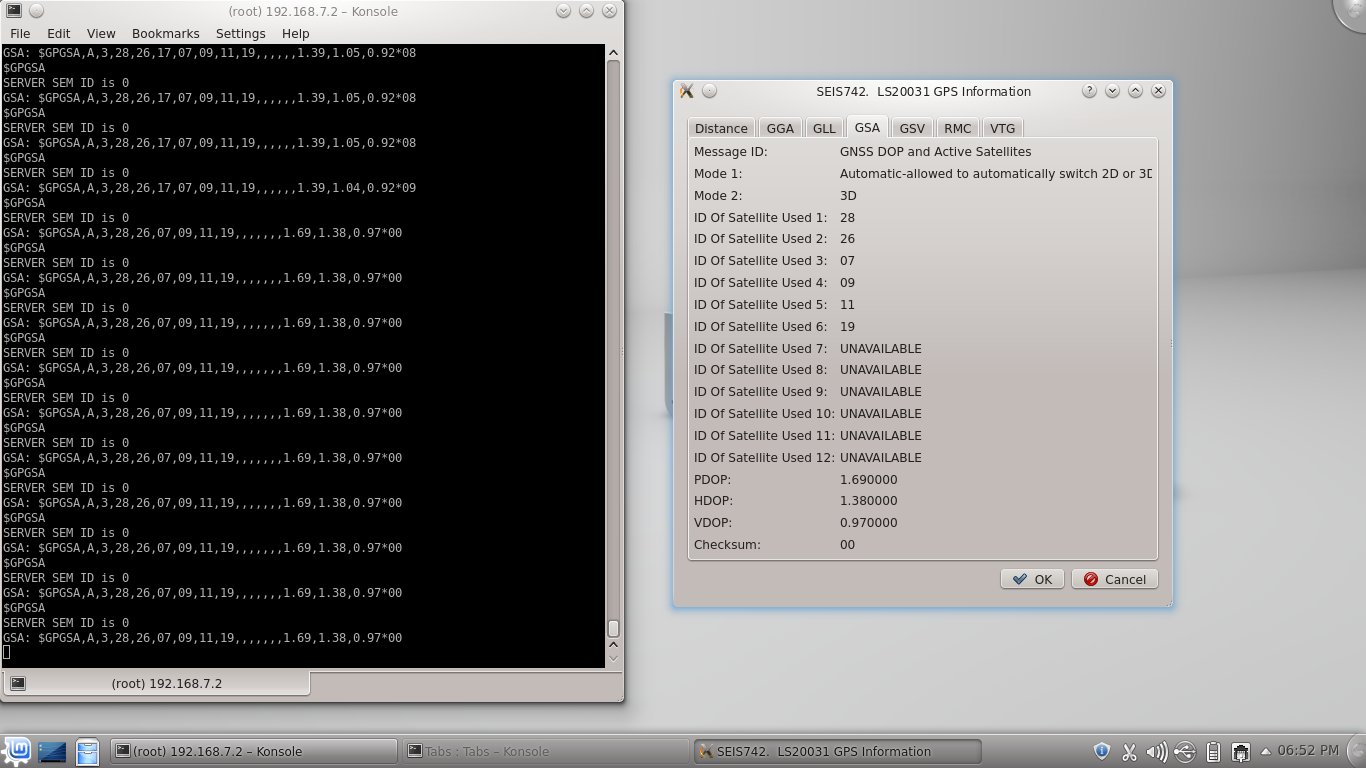 (root) 192.168.7.2 – Konsole
File Edit View Bookmarks Settings Help
GSA: $GPGSA,A,3,28,26,17,07,09,11,19,,,,,,1.39,1.05,0.92*08
$GPGSA
SERVER SEM ID is 0
GSA: $GPGSA,A,3,28,26,17,07,09,11,19,,,,,,1.39,1.05,0.92*08
$GPGSA
SERVER SEM ID is 0
GSA: $GPGSA,A,3,28,26,17,07,09,11,19,,,,,,1.39,1.05,0.92*08
$GPGSA
SERVER SEM ID is 0
GSA: $GPGSA,A,3,28,26,17,07,09,11,19,,,,,,1.39,1.04,0.92*09
$GPGSA
SERVER SEM ID is 0
GSA: $GPGSA,A,3,28,26,07,09,11,19,,,,,,,1.69,1.38,0.97*00
$GPGSA
SERVER SEM ID is 0
GSA: $GPGSA,A,3,28,26,07,09,11,19,,,,,,,1.69,1.38,0.97*00
$GPGSA
SERVER SEM ID is 0
GSA: $GPGSA,A,3,28,26,07,09,11,19,,,,,,,1.69,1.38,0.97*00
$GPGSA
SERVER SEM ID is 0
GSA: $GPGSA,A,3,28,26,07,09,11,19,,,,,,,1.69,1.38,0.97*00
$GPGSA
SERVER SEM ID is 0
GSA: $GPGSA,A,3,28,26,07,09,11,19,,,,,,,1.69,1.38,0.97*00
$GPGSA
SERVER SEM ID is 0
GSA: $GPGSA,A,3,28,26,07,09,11,19,,,,,,,1.69,1.38,0.97*00
$GPGSA
SERVER SEM ID is 0
GSA: $GPGSA,A,3,28,26,07,09,11,19,,,,,,,1.69,1.38,0.97*00
$GPGSA
SERVER SEM ID is 0
GSA: $GPGSA,A,3,28,26,07,09,11,19,,,,,,,1.69,1.38,0.97*00
$GPGSA
SERVER SEM ID is 0
GSA: $GPGSA,A,3,28,26,07,09,11,19,,,,,,,1.69,1.38,0.97*00
$GPGSA
SERVER SEM ID is 0
GSA: $GPGSA,A,3,28,26,07,09,11,19,,,,,,,1.69,1.38,0.97*00
(root) 192.168.7.2
SEIS742. LS20031 GPS Information
Distance GGA GLL GSA GSV RMC VTG
Message ID: GNSS DOP and Active Satellites
Mode 1: Automatic-allowed to automatically switch 2D or 3D
Mode 2: 3D
ID Of Satellite Used 1: 28
ID Of Satellite Used 2: 26
ID Of Satellite Used 3: 07
ID Of Satellite Used 4: 09
ID Of Satellite Used 5: 11
ID Of Satellite Used 6: 19
ID Of Satellite Used 7: UNAVAILABLE
ID Of Satellite Used 8: UNAVAILABLE
ID Of Satellite Used 9: UNAVAILABLE
ID Of Satellite Used 10: UNAVAILABLE
ID Of Satellite Used 11: UNAVAILABLE
ID Of Satellite Used 12: UNAVAILABLE
PDOP: 1.690000
HDOP: 1.380000
VDOP: 0.970000
Checksum: 00
OK Cancel
(root) 192.168.7.2 – Konsole Tabs : Tabs – Konsole SEIS742. LS20031 GPS Information 06:52 PM